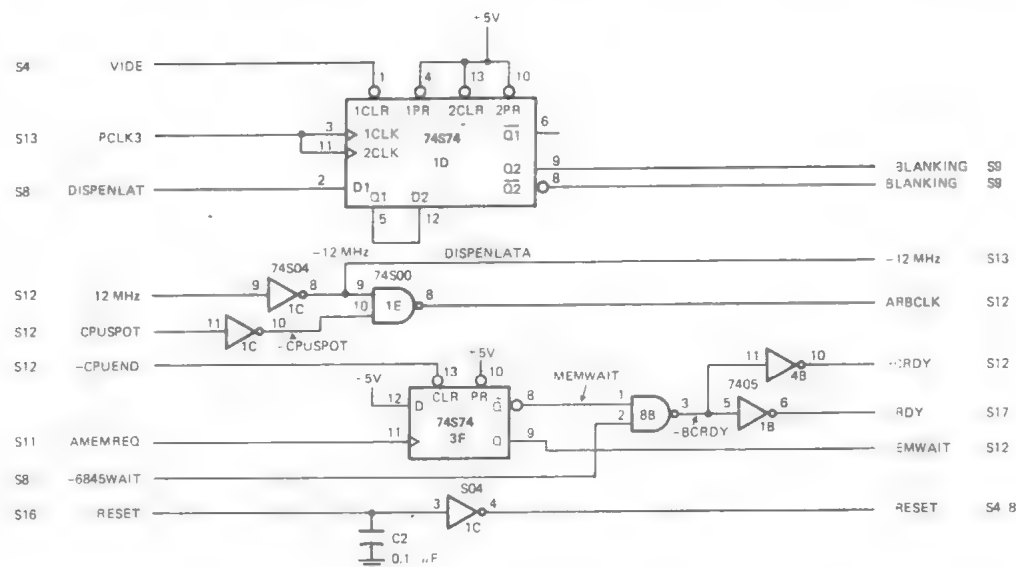 +5V
S4 VIDE 1 4 13 10
1CLR 1PR 2CLR 2PR
S13 PCLK3 3 1CLK 74S74 Q1 6
11 2CLK 1D
Q2 9 BLANKING S9
S8 DISPENLAT 2 D1 Q2 8 BLANKING S9
Q1 D2
5 12
-12 MHz DISPENLATA
74S04 74S00 -12 MHz S13
S12 12 MHz 9 8 9 8 ARBCLK S12
1C 10 1E
S12 CPUSPOT 11 10
1C -CPUSPOT
+5V
S12 -CPUEND 13 10 MEMWAIT 11 10 CRDY S12
-5V CLR PR 4B
12 D Q 8 1 7405
74S74 2 8B 3 5 6 RDY S17
S11 AMEMREQ 11 3F Q 9 -8CRDY 1B
EMWAIT S12
S8 -6845WAIT
S04
S16 RESET 3 4 RESET S4 8
1C
C2
0.1 F